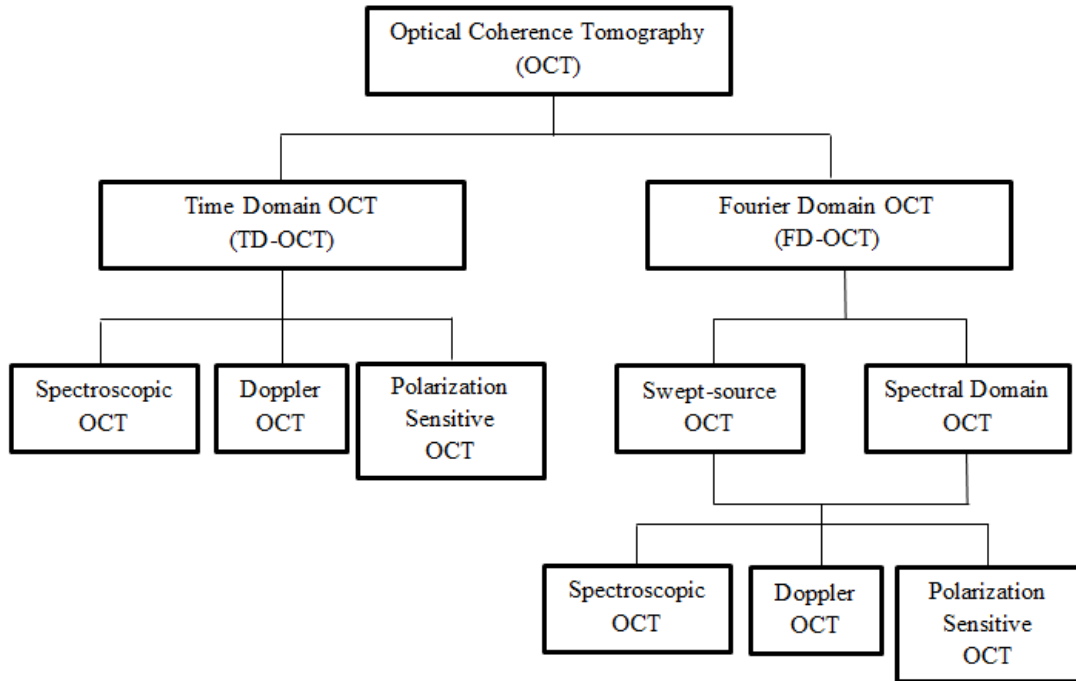 Optical Coherence Tomography
(OCT)
Time Domain OCT
(TD-OCT)
Fourier Domain OCT
(FD-OCT)
Spectroscopic
OCT
Doppler
OCT
Polarization
Sensitive
OCT
Swept-source
OCT
Spectral Domain
OCT
Spectroscopic
OCT
Doppler
OCT
Polarization
Sensitive
OCT